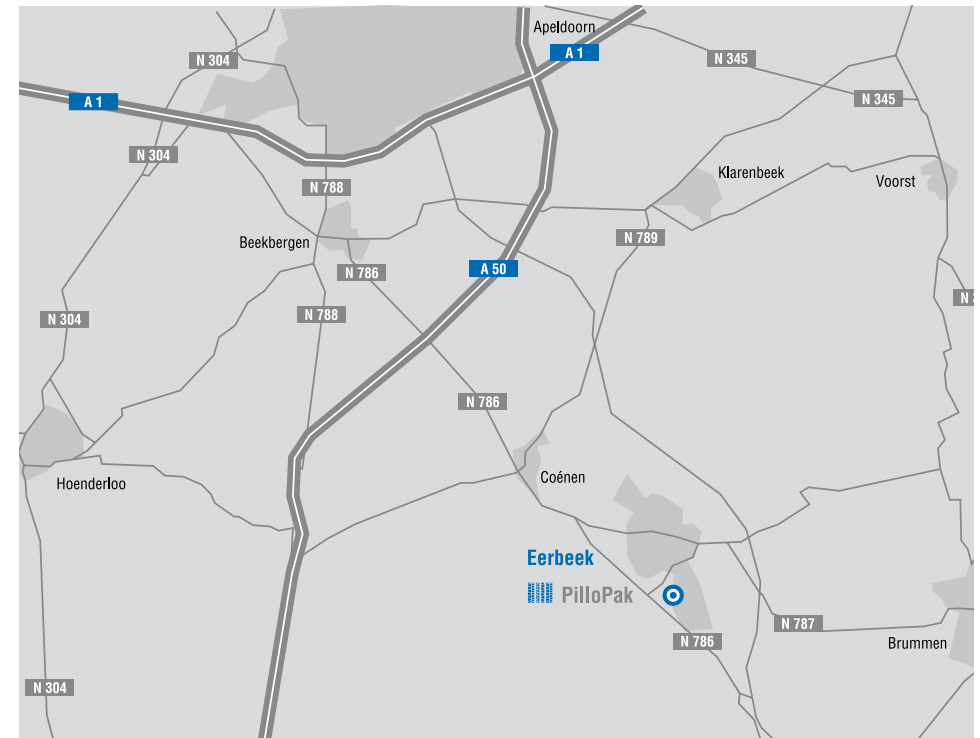 Apeldoorn
A 1
N 304
N 345
A 1
N 345
N 304
Klarenbeek
Voorst
N 788
N 789
Beekbergen
A 50
N 786
N 788
N 304
N 786
Coénen
Hoenderloo
Eerbeek
PilloPak
N 787
N 786
Brummen
N 304